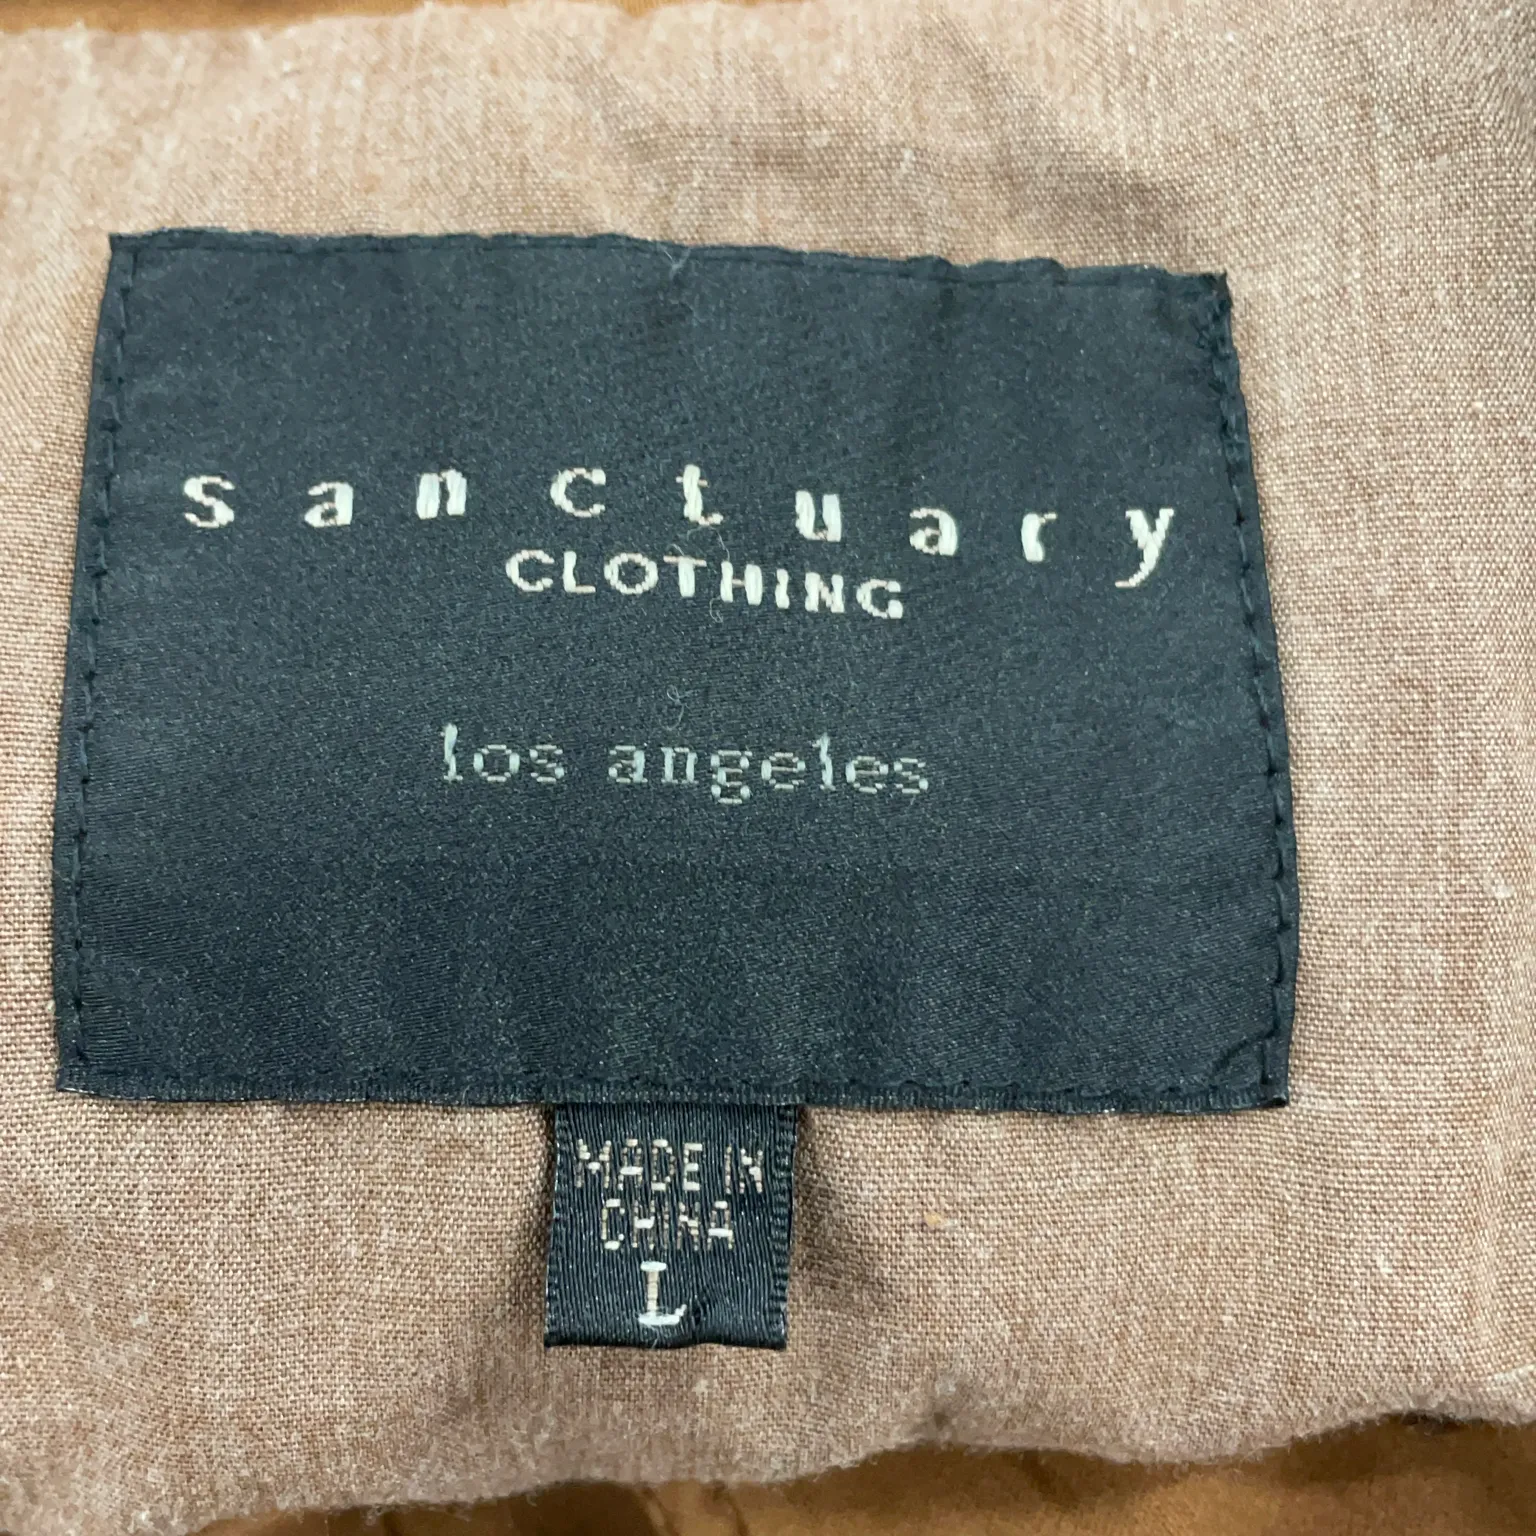 sanctuary
CLOTHING
los angeles
MADE IN
CHINA
L